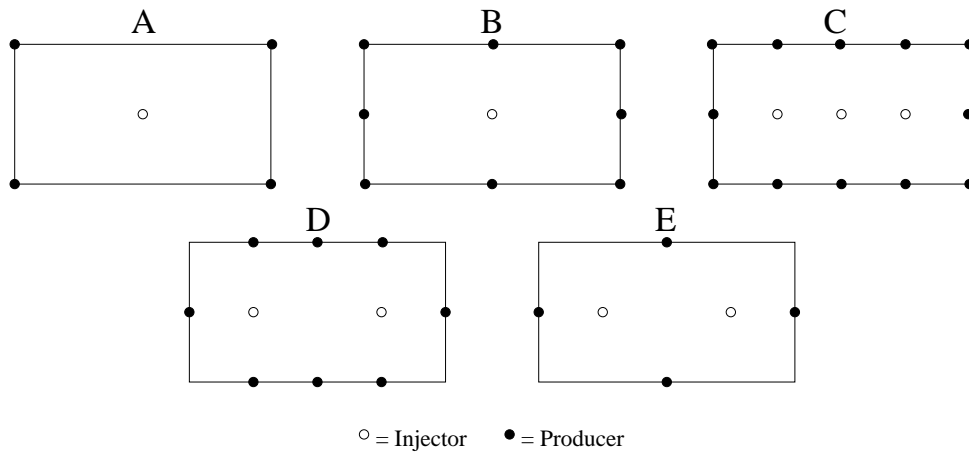 A B C
D E
= Injector = Producer